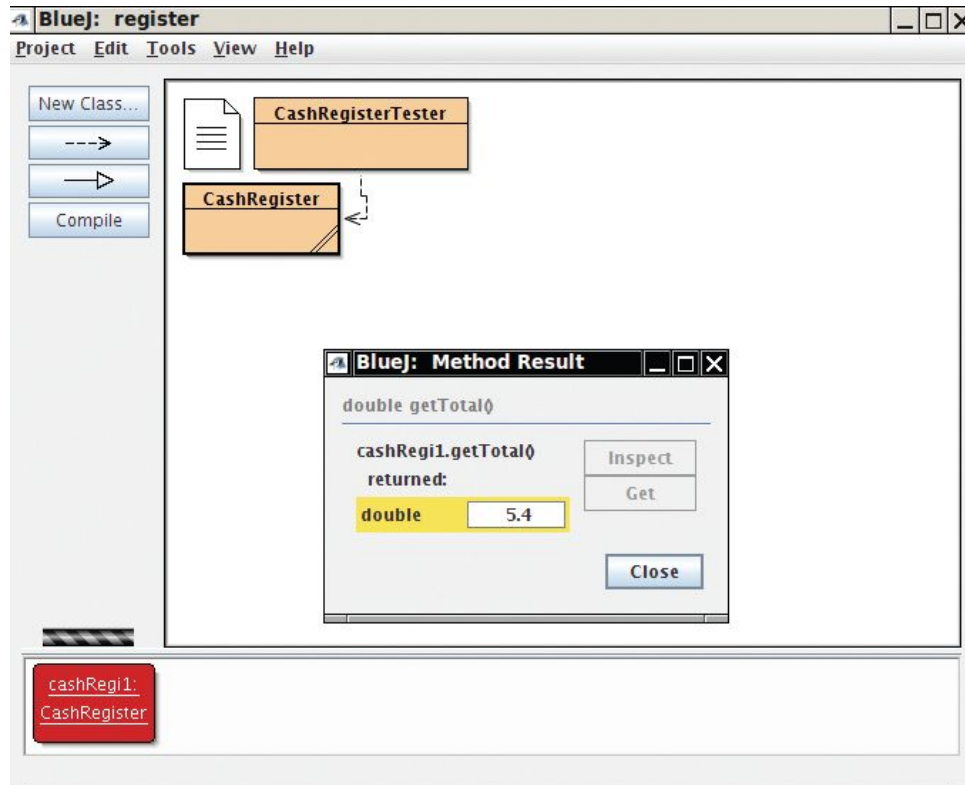 BlueJ: register
Project Edit Tools View Help
New Class...
Compile
CashRegisterTester
CashRegister
BlueJ: Method Result
double getTotal()
cashRegi1.getTotal()
returned:
double 5.4
Inspect
Get
Close
cashRegi1:
CashRegister